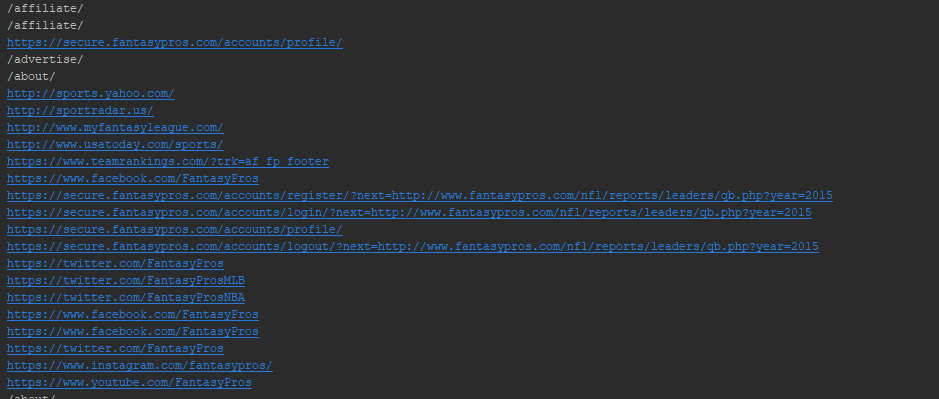 /affiliate/
/affiliate/
https://secure.fantasypros.com/accounts/profile/
/advertise/
/about/
http://sports.yahoo.com/
http://sportradar.us/
http://www.myfantasyleague.com/
http://www.usatoday.com/sports/
https://www.teamrankings.com/?trk=af_fp_footer
https://www.facebook.com/FantasyPros
https://secure.fantasypros.com/accounts/register/?next=http://www.fantasypros.com/nfl/reports/leaders/qb.php?year=2015
https://secure.fantasypros.com/accounts/login/?next=http://www.fantasypros.com/nfl/reports/leaders/qb.php?year=2015
https://secure.fantasypros.com/accounts/profile/
https://secure.fantasypros.com/accounts/logout/?next=http://www.fantasypros.com/nfl/reports/leaders/qb.php?year=2015
https://twitter.com/FantasyPros
https://twitter.com/FantasyProsMLB
https://twitter.com/FantasyProsNBA
https://www.facebook.com/FantasyPros
https://www.facebook.com/FantasyPros
https://twitter.com/FantasyPros
https://www.instagram.com/fantasypros/
https://www.youtube.com/FantasyPros
/about/